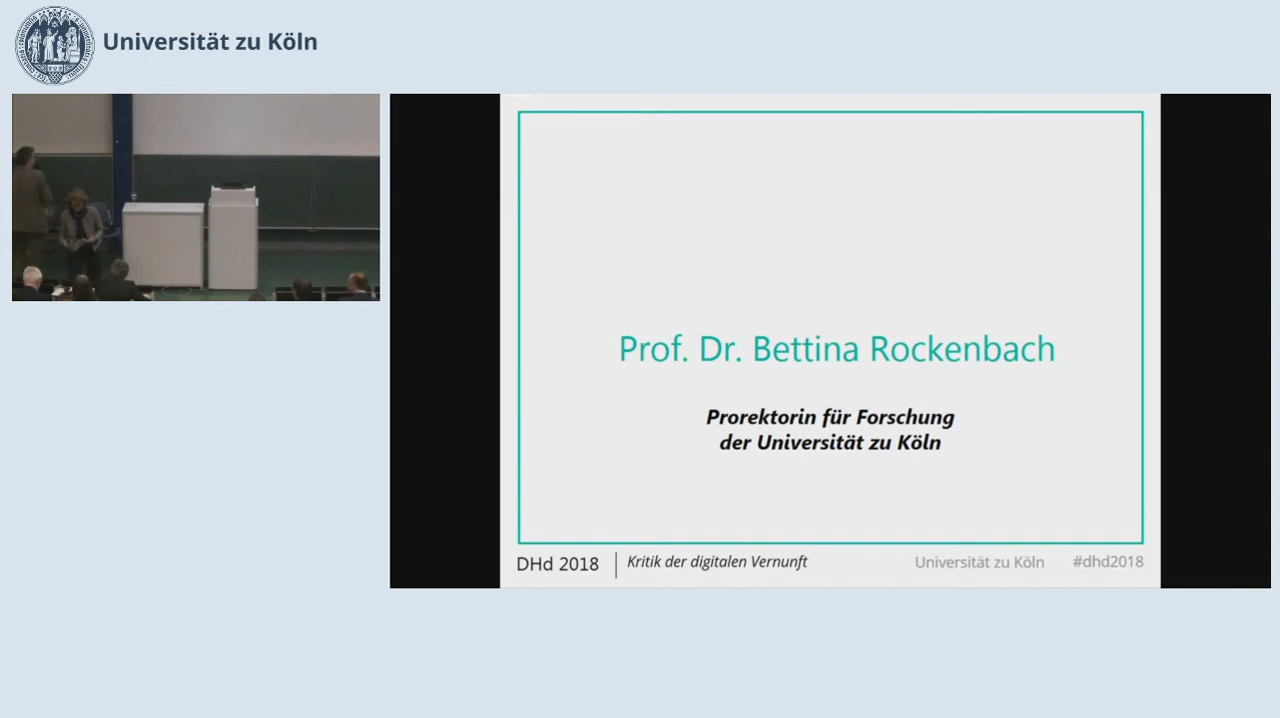 Universität zu Köln
Prof. Dr. Bettina Rockenbach
Prorektorin für Forschung
der Universität zu Köln
DHd 2018 Kritik der digitalen Vernunft Universität zu Köln #dhd2018